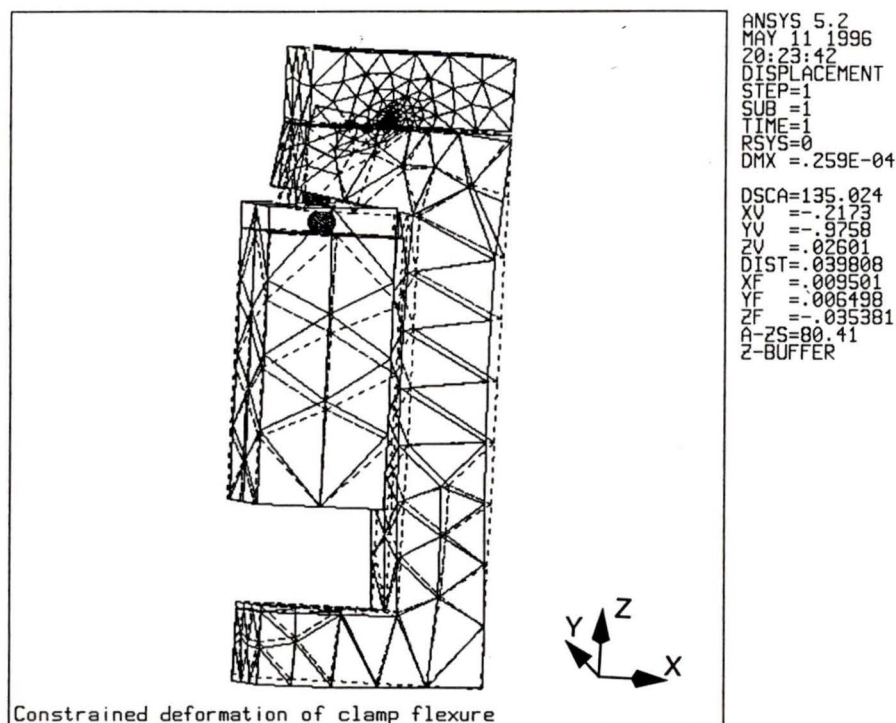 ANSYS 5.2
MAY 11 1996
20:23:42
DISPLACEMENT
STEP=1
SUB =1
TIME=1
RSYS=0
DMX =.259E-04
DSCA=135.024
XV =-.2173
YV =-.9758
ZV =.02601
DIST=.039808
XF =.009501
YF =.006498
ZF =-.035381
A-ZS=80.41
Z-BUFFER
Z
Y
X
Constrained deformation of clamp flexure